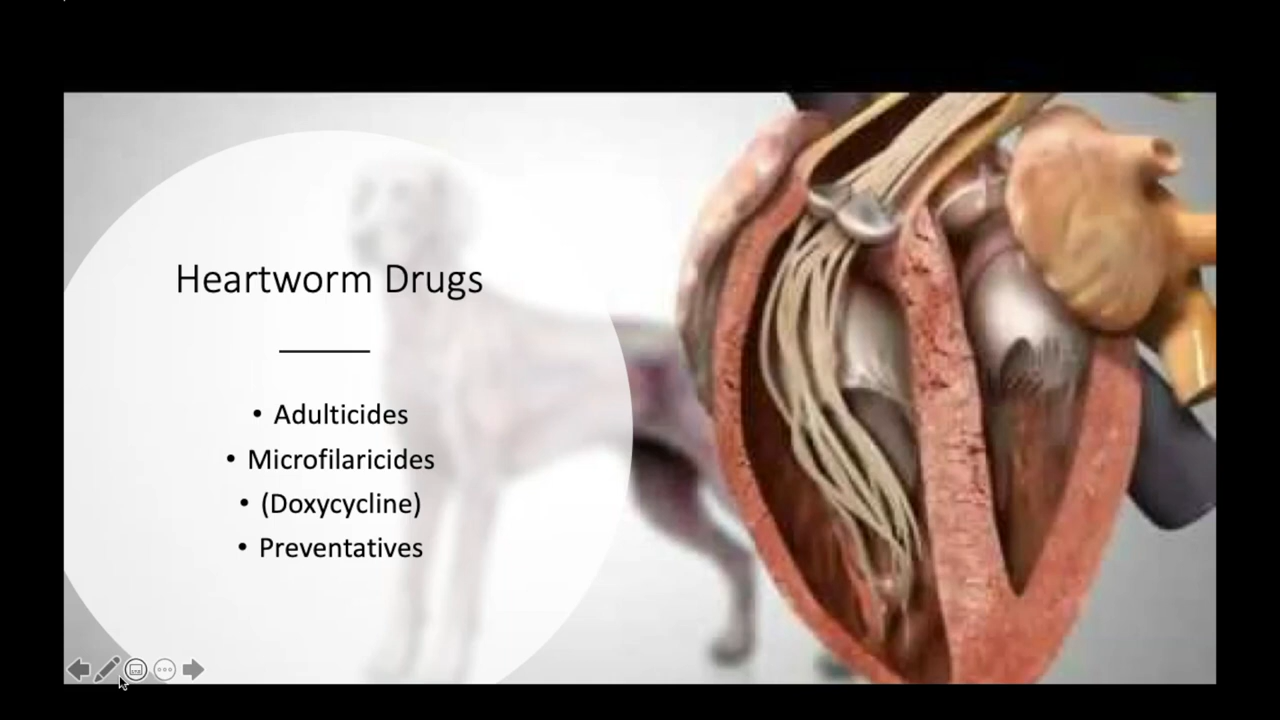 Heartworm Drugs
• Adulticides
• Microfilaricides
• (Doxycycline)
• Preventatives